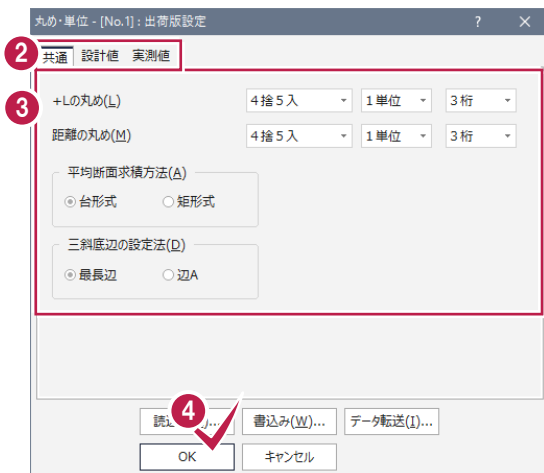 丸め・単位 - [No.1] : 出荷版設定 ? ×
2 共通 設計値 実測値
3
+Lの丸め(L) 4捨5入 1単位 3桁
距離の丸め(M) 4捨5入 1単位 3桁
平均断面求積方法(A)
台形式 矩形式
三斜底辺の設定法(D)
最長辺 辺A
4
書込み(W)... データ転送(I)...
OK キャンセル